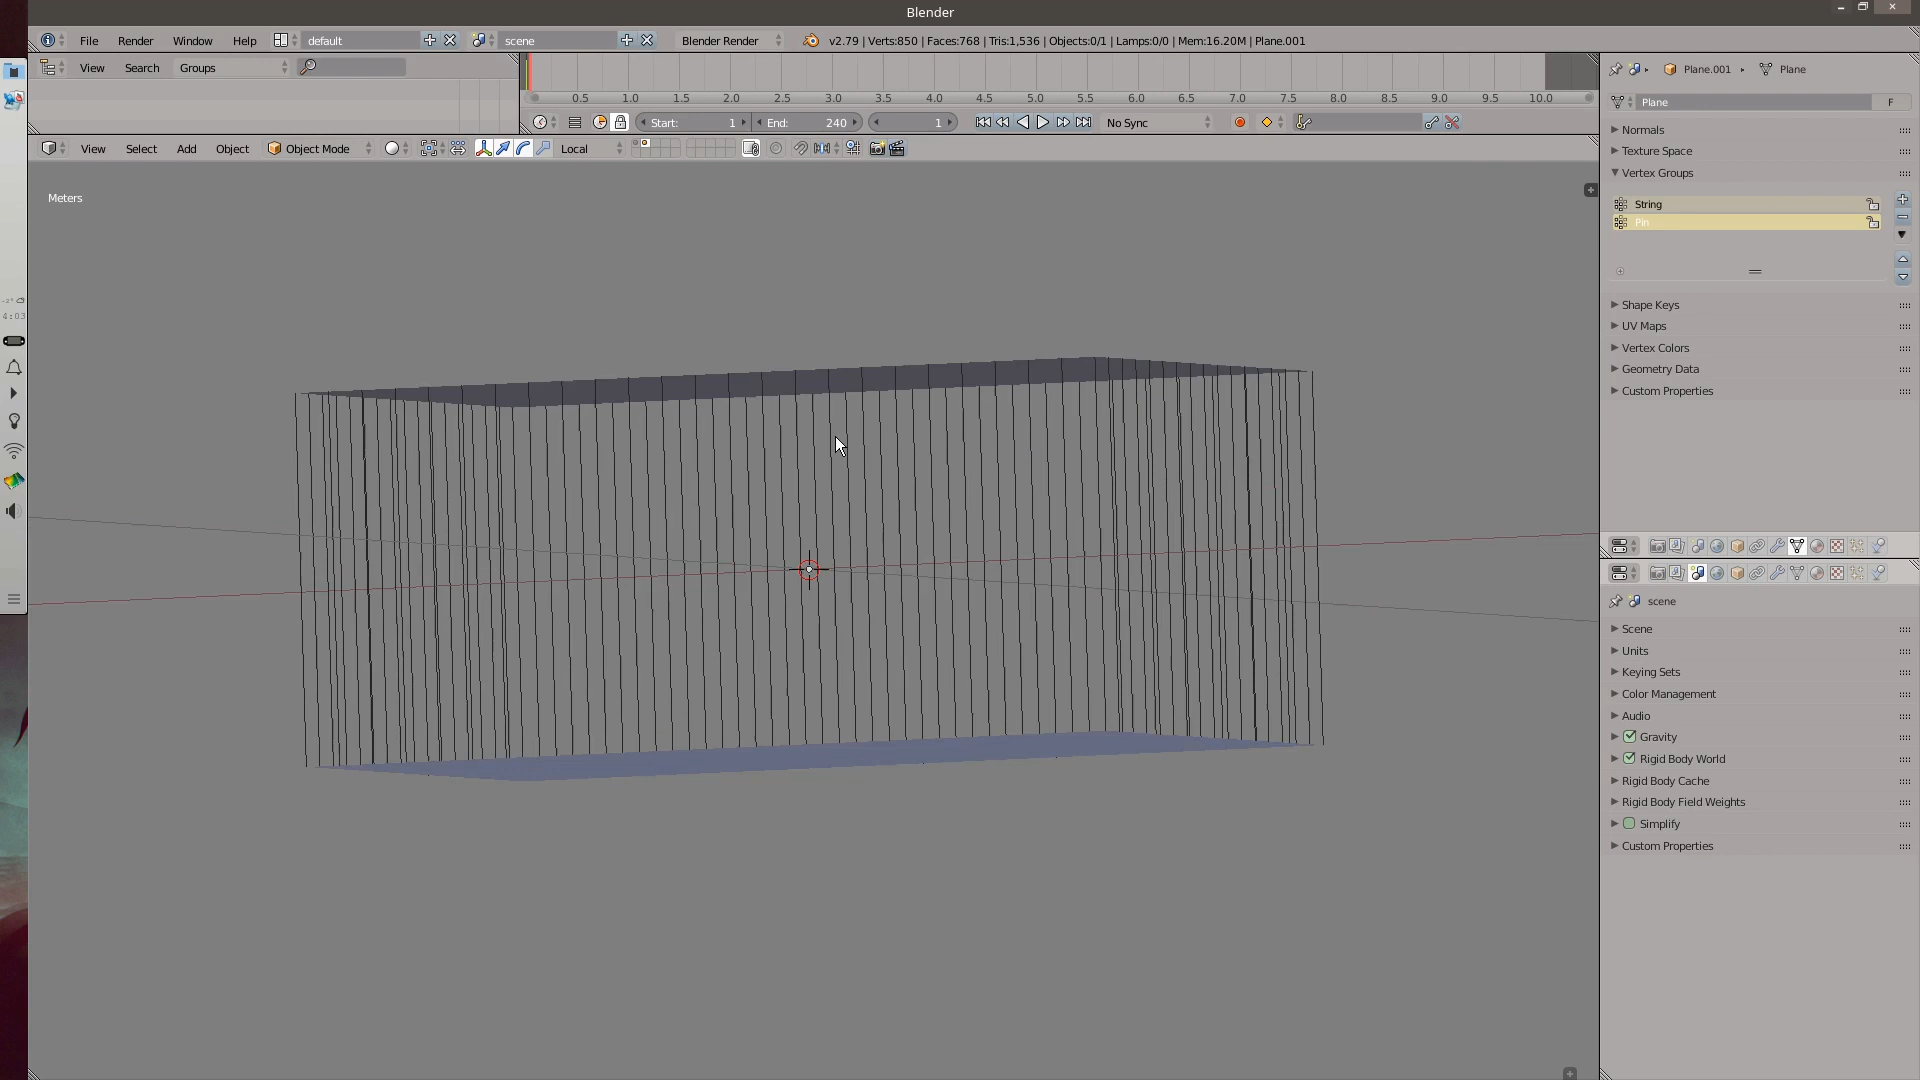 Blender
File Render Window Help default scene Blender Render v2.79 | Verts:850 | Faces:768 | Tris:1,536 | Objects:0/1 | Lamps:0/0 | Mem:16.20M | Plane.001
View Search Groups
0.5 1.0 1.5 2.0 2.5 3.0 3.5 4.0 4.5 5.0 5.5 6.0 6.5 7.0 7.5 8.0 8.5 9.0 9.5 10.0
Start: 1 End: 240 1 No Sync
View Select Add Object Object Mode Local
Meters
-2°
4:03
Plane.001 Plane
Plane F
Normals
Texture Space
Vertex Groups
String
Pin
Shape Keys
UV Maps
Vertex Colors
Geometry Data
Custom Properties
scene
Scene
Units
Keying Sets
Color Management
Audio
Gravity
Rigid Body World
Rigid Body Cache
Rigid Body Field Weights
Simplify
Custom Properties